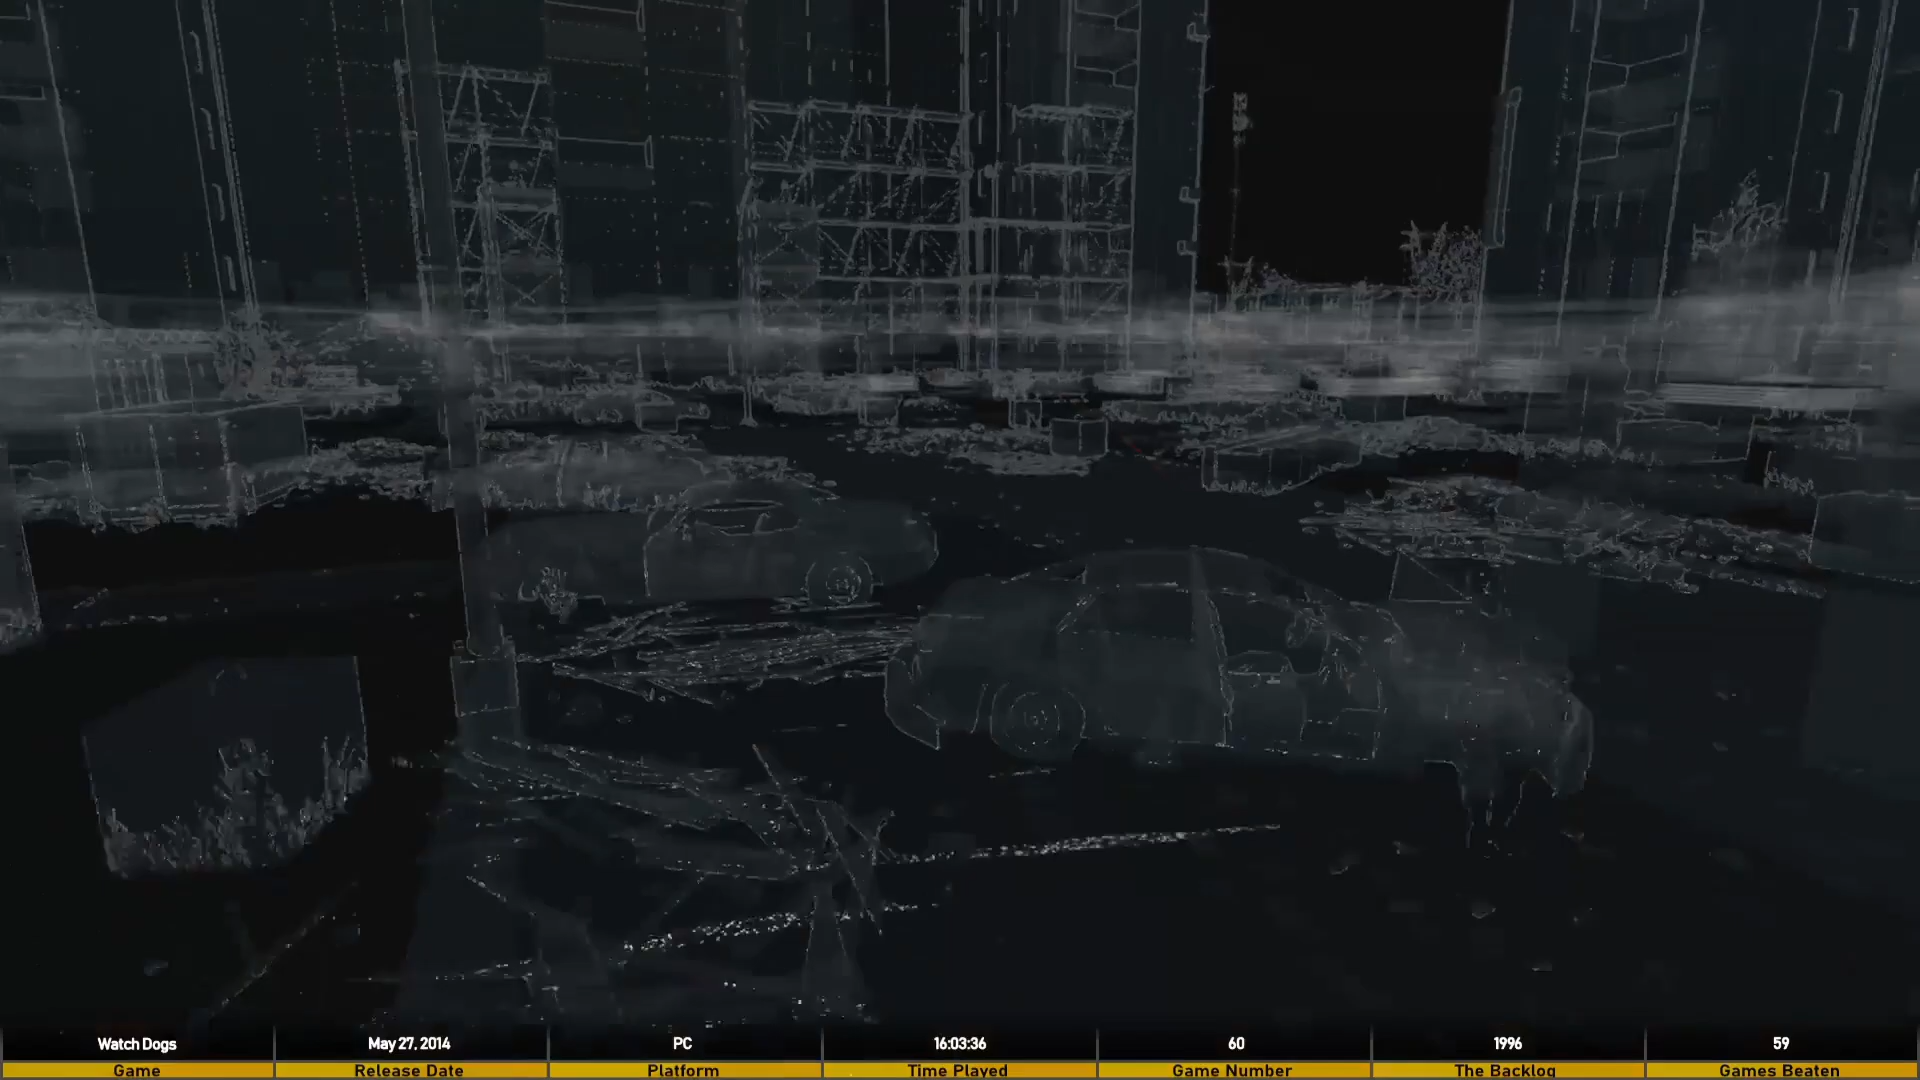 Watch Dogs May 27, 2014 PC 16:03:36 60 1996 59
Game Release Date Platform Time Played Game Number The Backlog Games Beaten